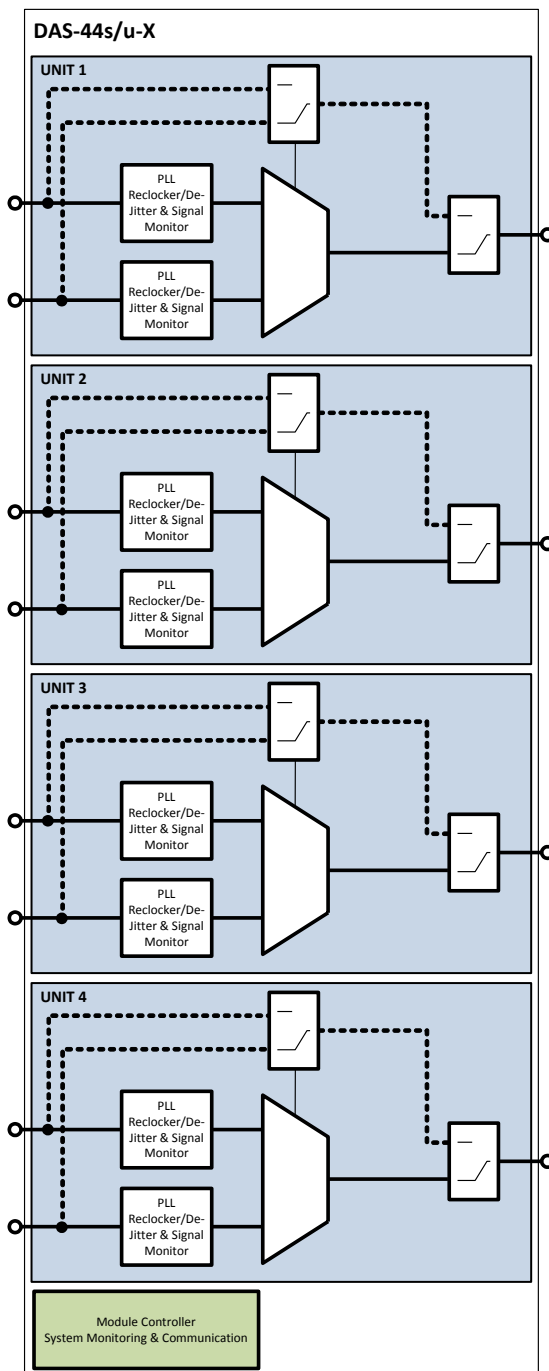 DAS-44s/u-X
UNIT 1
PLL
Reclocker/De-
Jitter & Signal
Monitor
PLL
Reclocker/De-
Jitter & Signal
Monitor
UNIT 2
PLL
Reclocker/De-
Jitter & Signal
Monitor
PLL
Reclocker/De-
Jitter & Signal
Monitor
UNIT 3
PLL
Reclocker/De-
Jitter & Signal
Monitor
PLL
Reclocker/De-
Jitter & Signal
Monitor
UNIT 4
PLL
Reclocker/De-
Jitter & Signal
Monitor
PLL
Reclocker/De-
Jitter & Signal
Monitor
Module Controller
System Monitoring & Communication